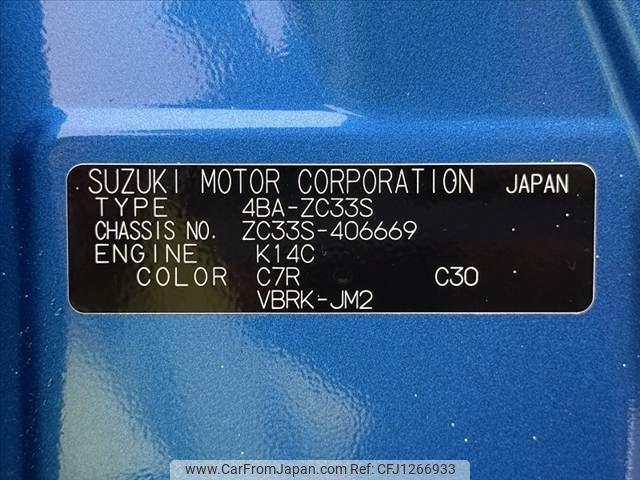 SUZUKI MOTOR CORPORATION JAPAN
TYPE 4BA-ZC33S
CHASSIS NO. ZC33S-406669
ENGINE K14C
COLOR C7R C30
VBRK-JM2
www.CarFromJapan.com | CFJ1266933